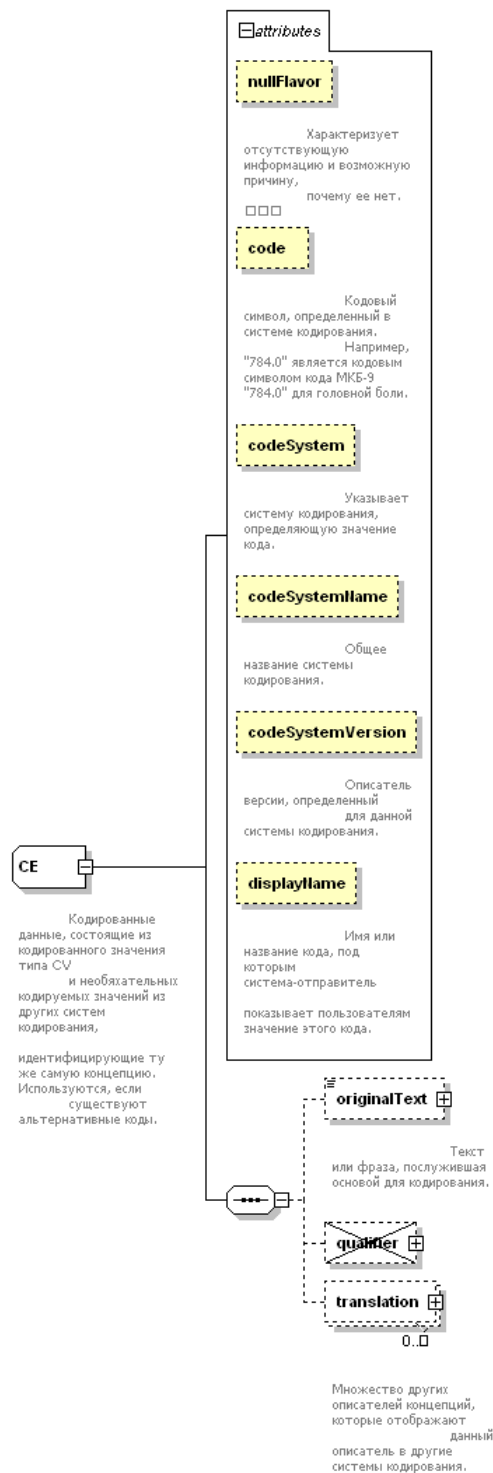 attributes
nullFlavor
Характеризует
отсутствующую
информацию и возможную
причину,
почему ее нет.
code
Кодовый
символ, определенный в
системе кодирования.
Например,
"784.0" является кодовым
символом кода МКБ-9
"784.0" для головной боли.
codeSystem
Указывает
систему кодирования,
определяющую значение
кода.
codeSystemName
Общее
название системы
кодирования.
codeSystemVersion
Описатель
версии, определенный
для данной
системы кодирования.
displayName
Имя или
название кода, под
которым
система-отправитель
показывает пользователям
значение этого кода.
CE
Кодированные
данные, состоящие из
кодированного значения
типа CV
и необяхательных
кодируемых значений из
других систем
кодирования,
идентифицирующие ту
же самую концепцию.
Используются, если
существуют
альтернативные коды.
originalText
Текст
или фраза, послужившая
основой для кодирования.
qualifier
translation
0..
Множество других
описателей концепций,
которые отображают
данный
описатель в другие
системы кодирования.